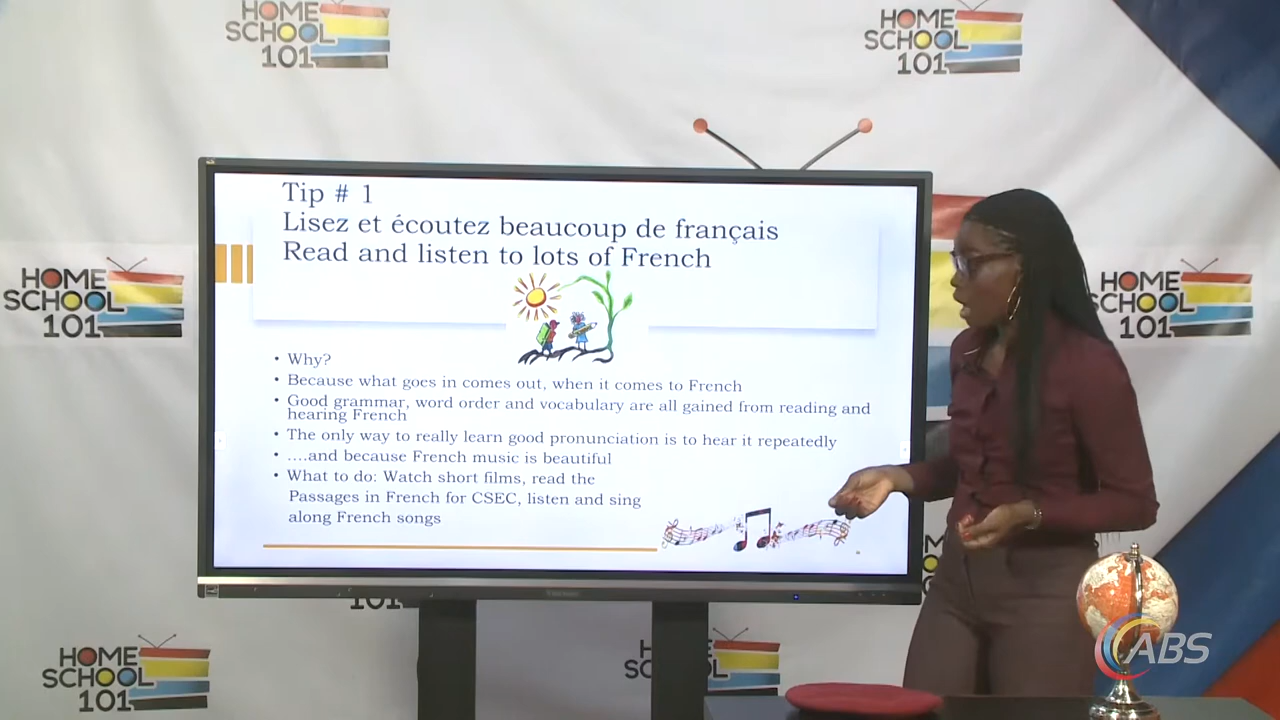 HOME
SCHOOL
101
HOME
SCHOOL
101
Tip # 1
Lisez et écoutez beaucoup de français
Read and listen to lots of French
HOME
SCHOOL
101
HOME
SCHOOL
101
• Why?
• Because what goes in comes out, when it comes to French
• Good grammar, word order and vocabulary are all gained from reading and
hearing French
• The only way to really learn good pronunciation is to hear it repeatedly
• ....and because French music is beautiful
• What to do: Watch short films, read the
Passages in French for CSEC, listen and sing
along French songs
101
HOME
SCHOOL
101
ABS